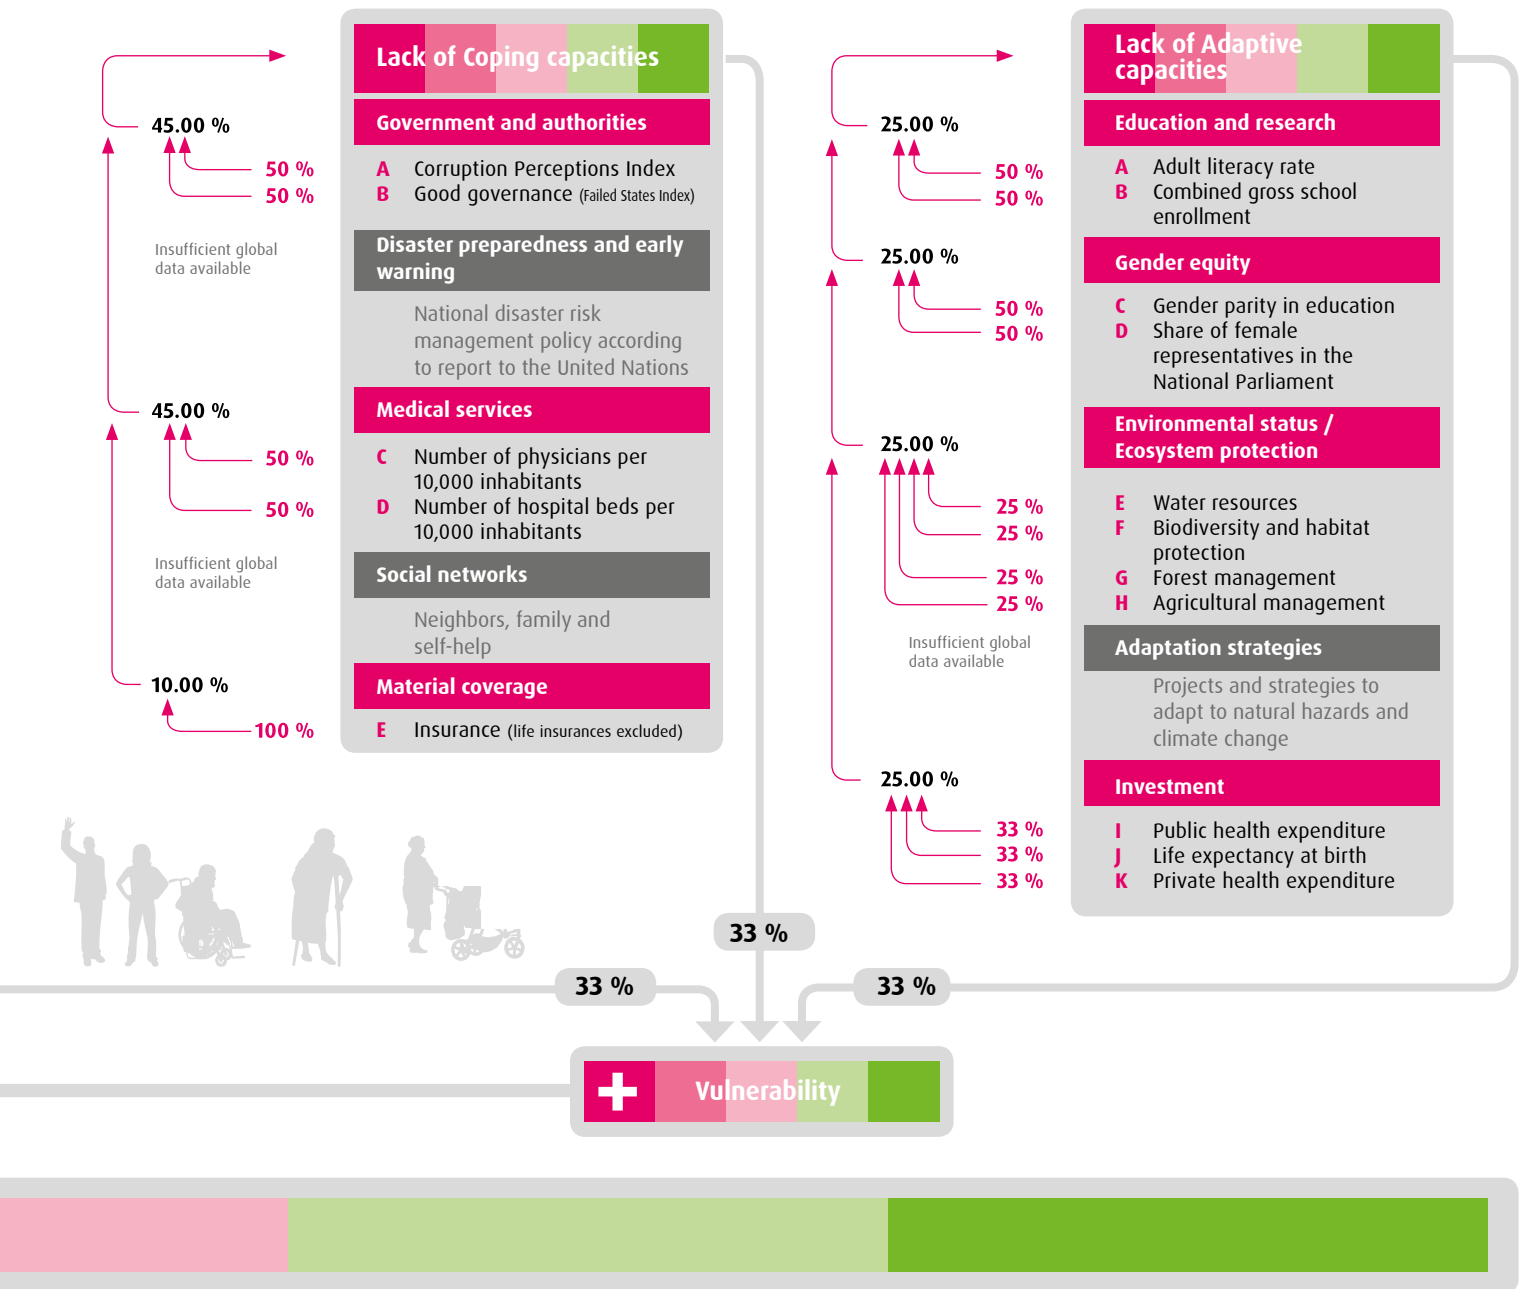 Lack of Coping capacities
45.00 %
Government and authorities
50 %
A Corruption Perceptions Index
50 %
B Good governance (Failed States Index)
Insufficient global
data available
Disaster preparedness and early
warning
National disaster risk
management policy according
to report to the United Nations
45.00 %
Medical services
50 %
C Number of physicians per
10,000 inhabitants
50 %
D Number of hospital beds per
10,000 inhabitants
Insufficient global
data available
Social networks
Neighbors, family and
self-help
10.00 %
Material coverage
100 %
E Insurance (life insurances excluded)
Lack of Adaptive
capacities
25.00 %
Education and research
50 %
A Adult literacy rate
50 %
B Combined gross school
enrollment
25.00 %
Gender equity
50 %
C Gender parity in education
50 %
D Share of female
representatives in the
National Parliament
25.00 %
Environmental status /
Ecosystem protection
25 %
E Water resources
25 %
F Biodiversity and habitat
protection
25 %
G Forest management
25 %
H Agricultural management
Insufficient global
data available
Adaptation strategies
Projects and strategies to
adapt to natural hazards and
climate change
25.00 %
Investment
33 %
I Public health expenditure
33 %
J Life expectancy at birth
33 %
K Private health expenditure
33 %
33 %
33 %
Vulnerability